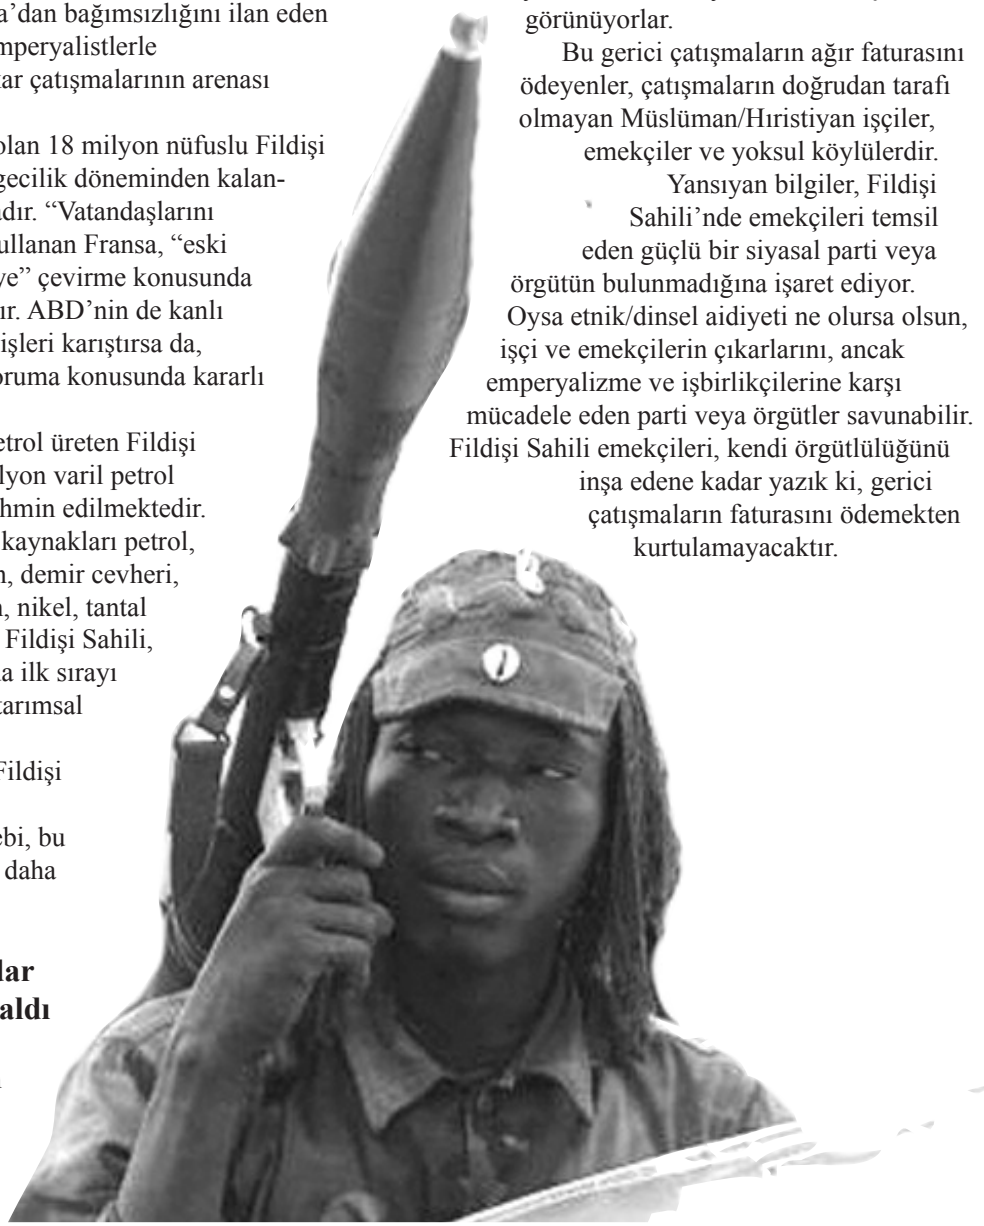 a’dan bağımsızlığını ilan eden
mperyalistlerle
ar çatışmalarının arenası
olan 18 milyon nüfuslu Fildişi
gecilik döneminden kalan-
adır. “Vatandaşlarını
ullanan Fransa, “eski
ye” çevirme konusunda
ır. ABD’nin de kanlı
işleri karıştırsa da,
oruma konusunda kararlı
etrol üreten Fildişi
lyon varil petrol
hmin edilmektedir.
kaynakları petrol,
n, demir cevheri,
n, nikel, tantal
Fildişi Sahili,
a ilk sırayı
tarımsal
Fildişi
ebi, bu
daha
lar
aldı
görünüyorlar.
Bu gerici çatışmaların ağır faturasını
ödeyenler, çatışmaların doğrudan tarafı
olmayan Müslüman/Hıristiyan işçiler,
emekçiler ve yoksul köylülerdir.
Yansıyan bilgiler, Fildişi
Sahili’nde emekçileri temsil
eden güçlü bir siyasal parti veya
örgütün bulunmadığına işaret ediyor.
Oysa etnik/dinsel aidiyeti ne olursa olsun,
işçi ve emekçilerin çıkarlarını, ancak
emperyalizme ve işbirlikçilerine karşı
mücadele eden parti veya örgütler savunabilir.
Fildişi Sahili emekçileri, kendi örgütlülüğünü
inşa edene kadar yazık ki, gerici
çatışmaların faturasını ödemekten
kurtulamayacaktır.